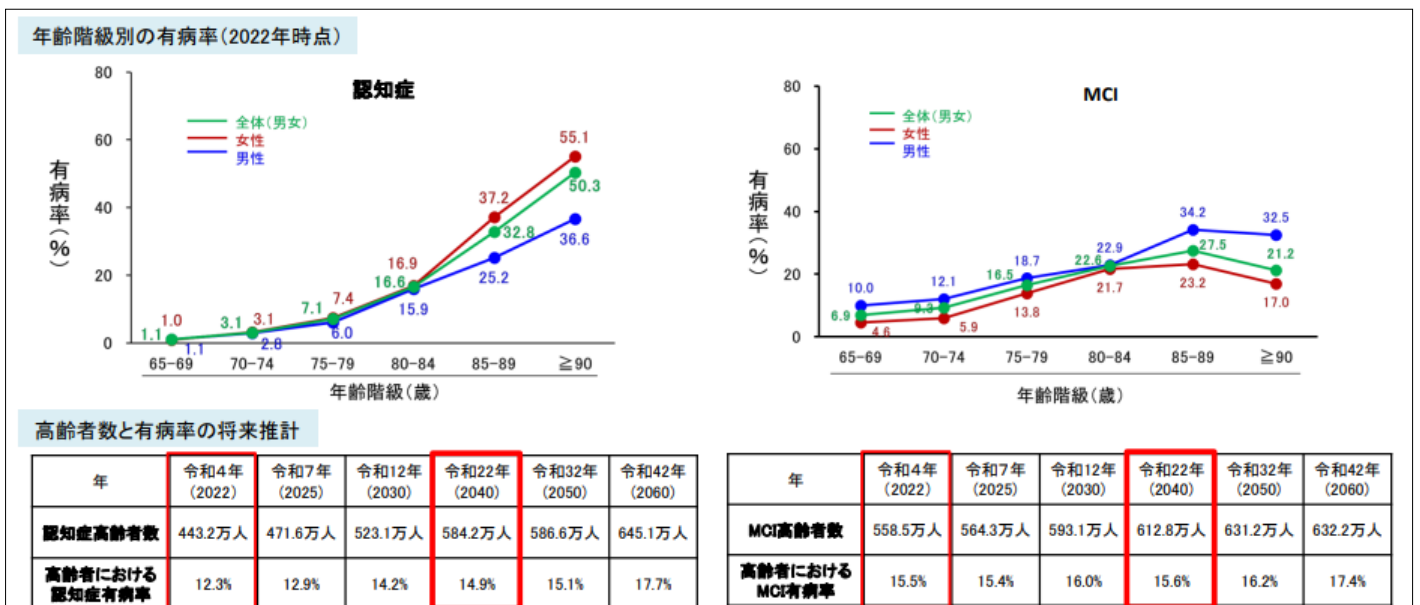 年齢階級別の有病率(2022年時点)
認知症
80
60
40
20
0
有病率(%)
全体(男女)
女性
男性
1.1
1.0
1.1
3.1
3.1
2.8
7.1
7.4
6.0
16.6
16.9
15.9
37.2
32.8
25.2
55.1
50.3
36.6
65-69 70-74 75-79 80-84 85-89 ≧90
年齢階級(歳)
MCI
80
60
40
20
0
有病率(%)
全体(男女)
女性
男性
10.0
6.9
4.6
12.1
9.3
5.9
18.7
16.5
13.8
22.9
22.6
21.7
34.2
27.5
23.2
32.5
21.2
17.0
65-69 70-74 75-79 80-84 85-89 ≧90
年齢階級(歳)
高齢者数と有病率の将来推計
年 令和4年 令和7年 令和12年 令和22年 令和32年 令和42年
(2022) (2025) (2030) (2040) (2050) (2060)
認知症高齢者数 443.2万人 471.6万人 523.1万人 584.2万人 586.6万人 645.1万人
高齢者における
認知症有病率 12.3% 12.9% 14.2% 14.9% 15.1% 17.7%
年 令和4年 令和7年 令和12年 令和22年 令和32年 令和42年
(2022) (2025) (2030) (2040) (2050) (2060)
MCI高齢者数 558.5万人 564.3万人 593.1万人 612.8万人 631.2万人 632.2万人
高齢者における
MCI有病率 15.5% 15.4% 16.0% 15.6% 16.2% 17.4%